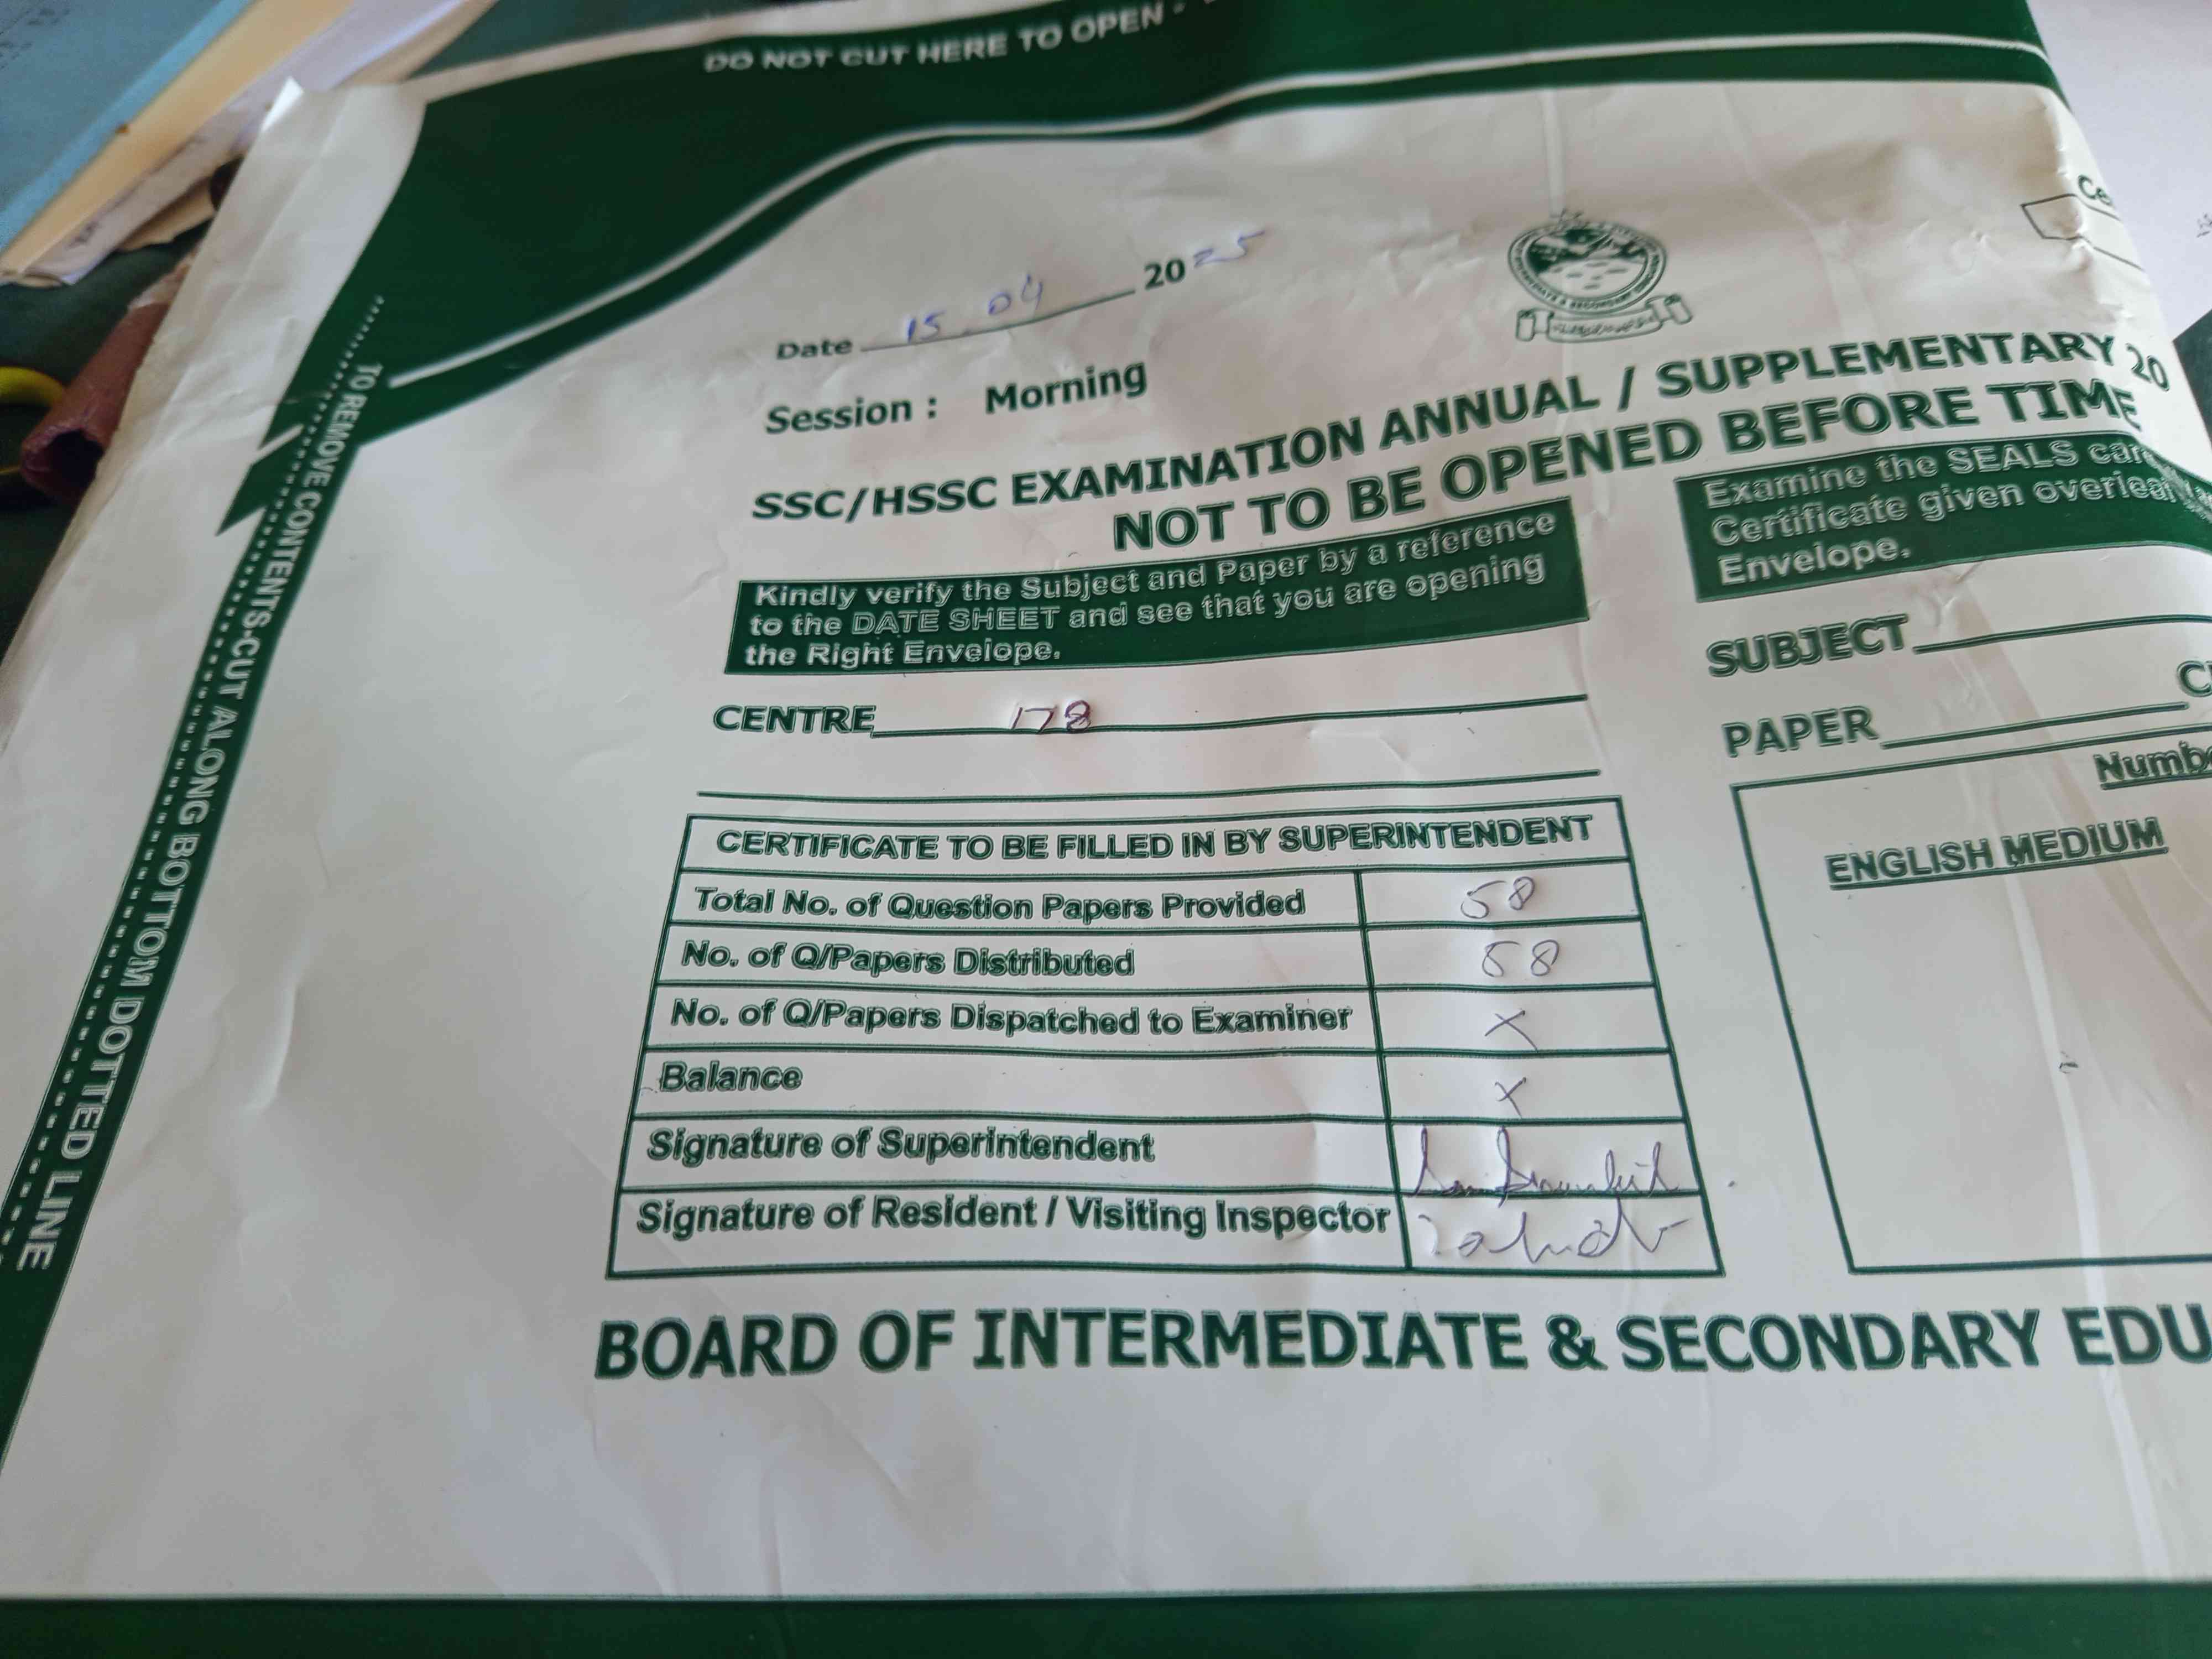 DO NOT CUT HERE TO OPEN -
TO REMOVE CONTENTS-CUT ALONG BOTTOM DOTTED LINE
Date 15.04 2025
Session : Morning
SSC/HSSC EXAMINATION ANNUAL / SUPPLEMENTARY 20
NOT TO BE OPENED BEFORE TIME
Kindly verify the Subject and Paper by a reference
to the DATE SHEET and see that you are opening
the Right Envelope.
Examine the SEALS
Certificate given overleaf
Envelope.
CENTRE 178
SUBJECT
PAPER
CERTIFICATE TO BE FILLED IN BY SUPERINTENDENT
Total No. of Question Papers Provided 58
No. of Q/Papers Distributed 58
No. of Q/Papers Dispatched to Examiner X
Balance X
Signature of Superintendent
Signature of Resident / Visiting Inspector
ENGLISH MEDIUM
BOARD OF INTERMEDIATE & SECONDARY EDU